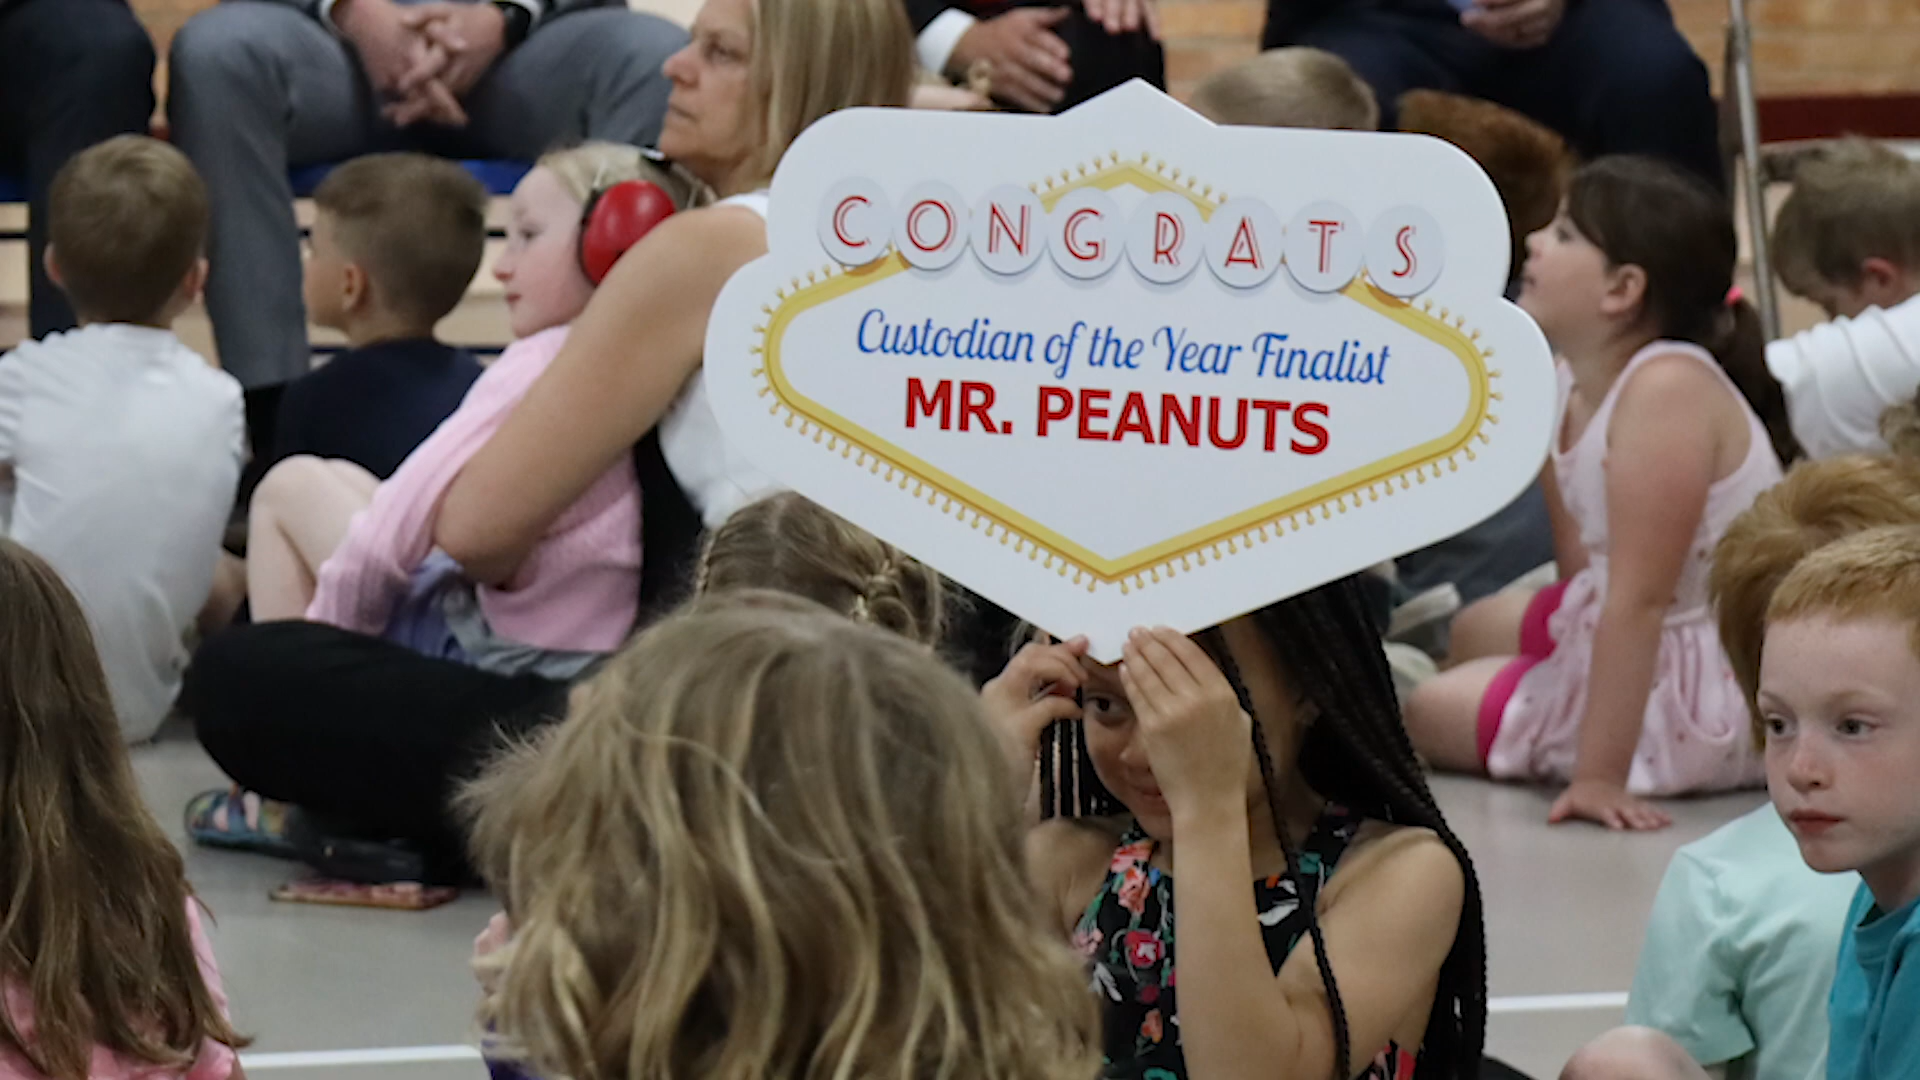 CONGRATS
Custodian of the Year Finalist
MR. PEANUTS